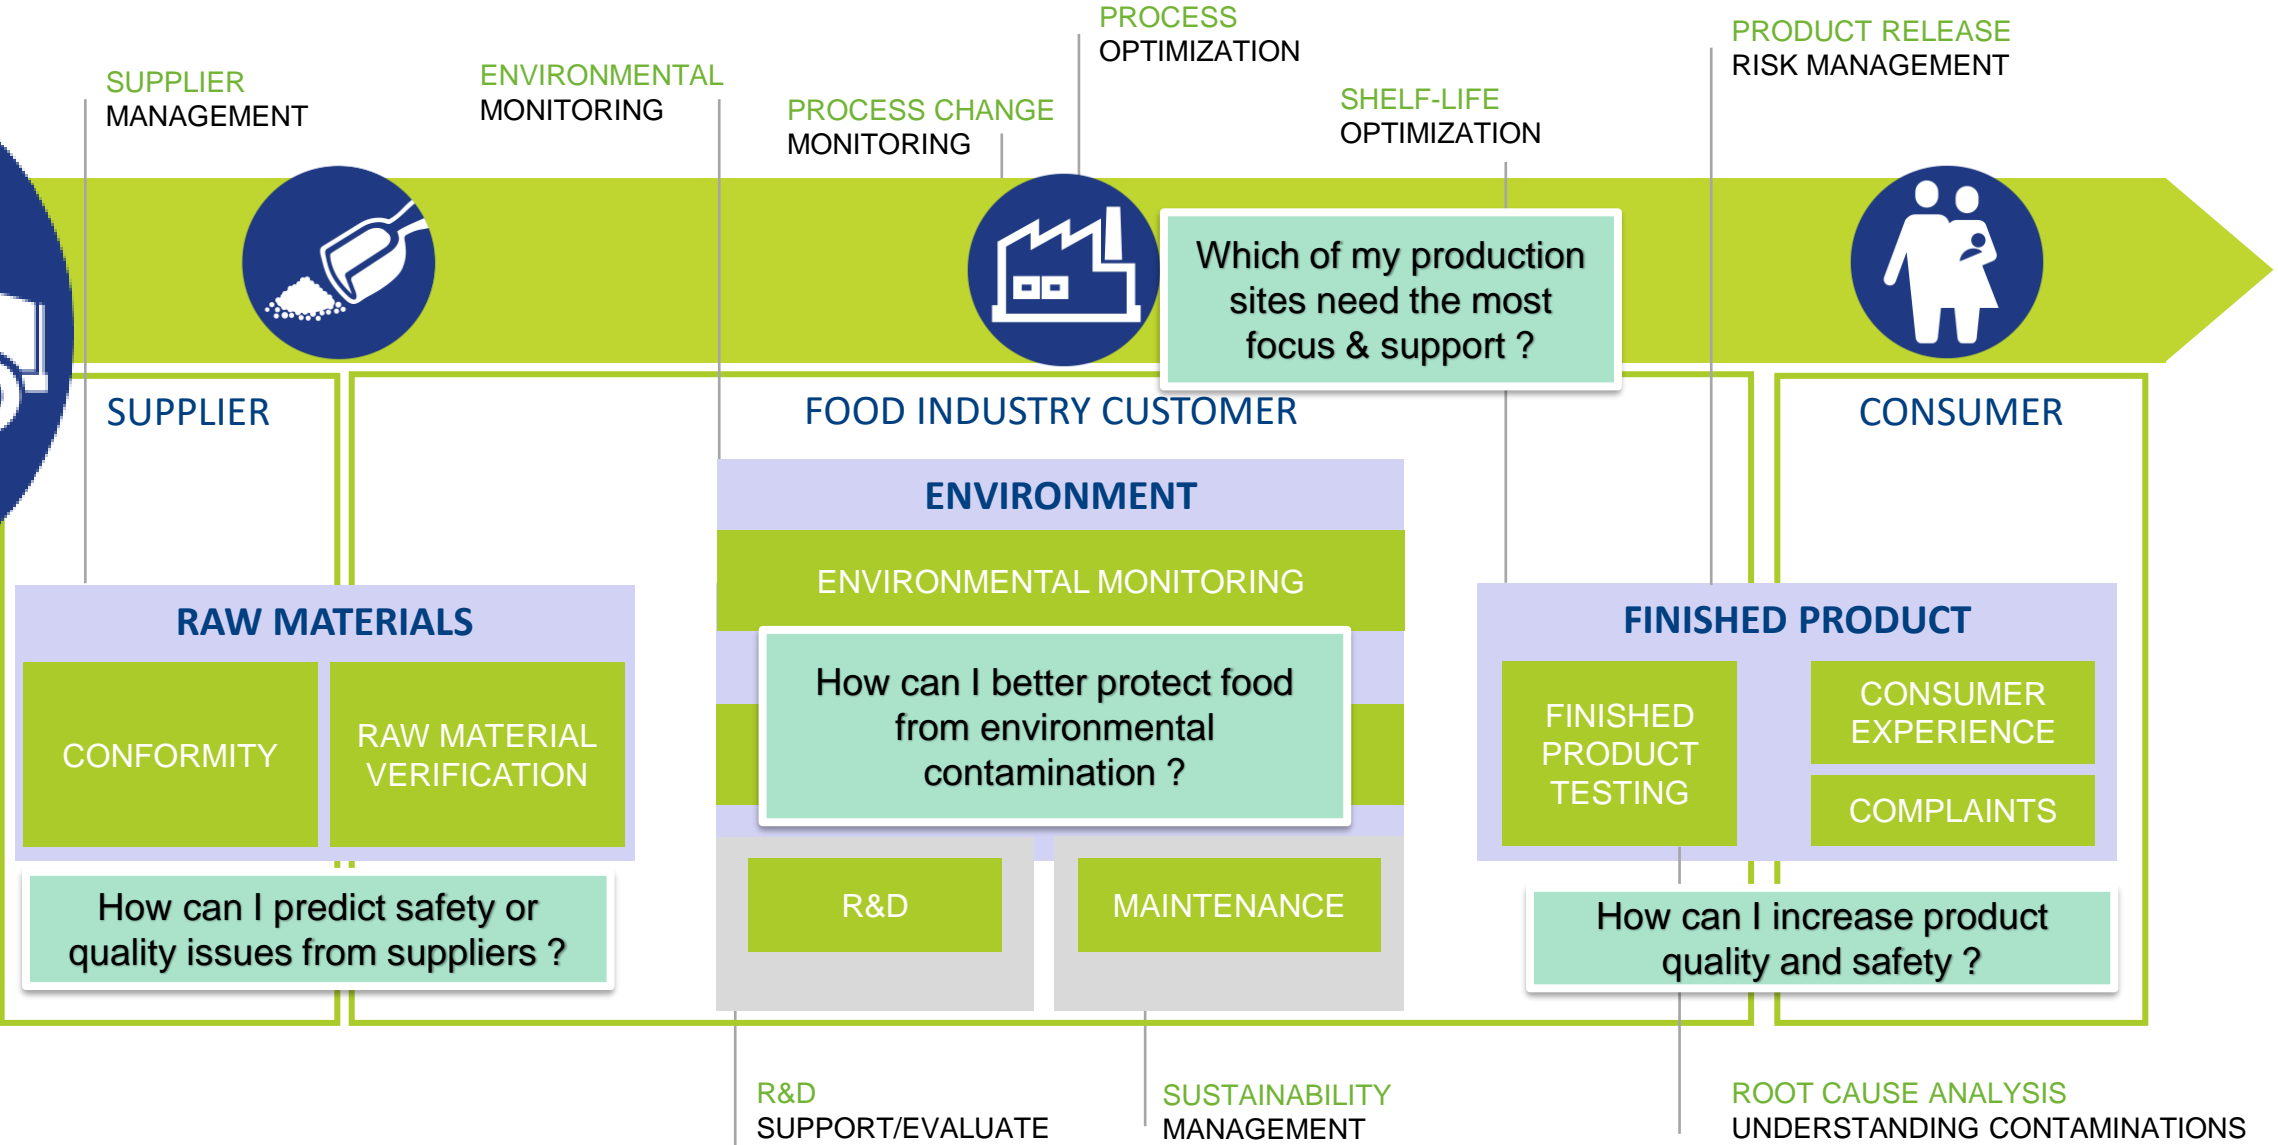 PROCESS
OPTIMIZATION
PRODUCT RELEASE
RISK MANAGEMENT
SUPPLIER
MANAGEMENT
ENVIRONMENTAL
MONITORING
PROCESS CHANGE
MONITORING
SHELF-LIFE
OPTIMIZATION
Which of my production
sites need the most
focus & support ?
SUPPLIER
FOOD INDUSTRY CUSTOMER
CONSUMER
ENVIRONMENT
ENVIRONMENTAL MONITORING
RAW MATERIALS
CONFORMITY
RAW MATERIAL
VERIFICATION
How can I better protect food
from environmental
contamination ?
FINISHED PRODUCT
FINISHED
PRODUCT
TESTING
CONSUMER
EXPERIENCE
COMPLAINTS
How can I predict safety or
quality issues from suppliers ?
R&D
MAINTENANCE
How can I increase product
quality and safety ?
R&D
SUPPORT/EVALUATE
SUSTAINABILITY
MANAGEMENT
ROOT CAUSE ANALYSIS
UNDERSTANDING CONTAMINATIONS